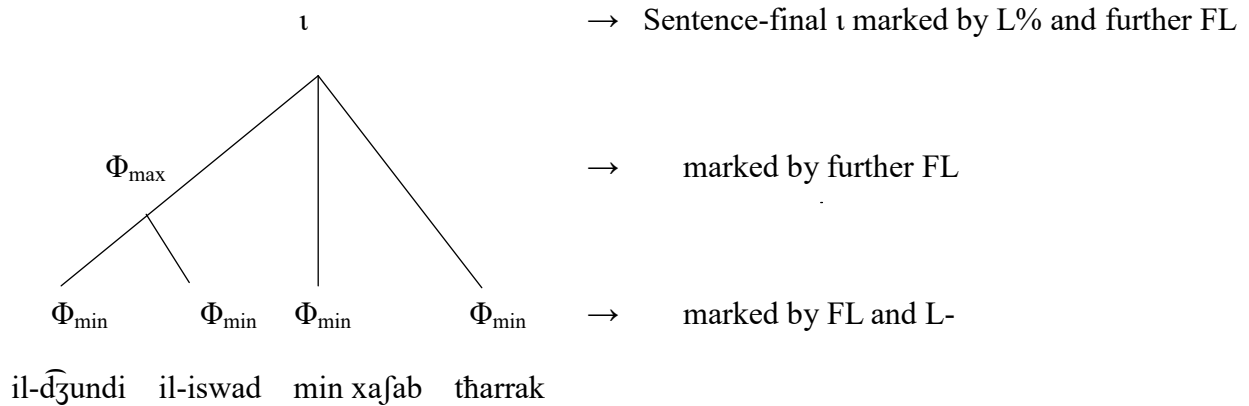 ι → Sentence-final ι marked by L% and further FL
Φmax → marked by further FL
Φmin Φmin Φmin Φmin → marked by FL and L-
il-d͡ʒundi il-iswad min xaʃab tħarrak